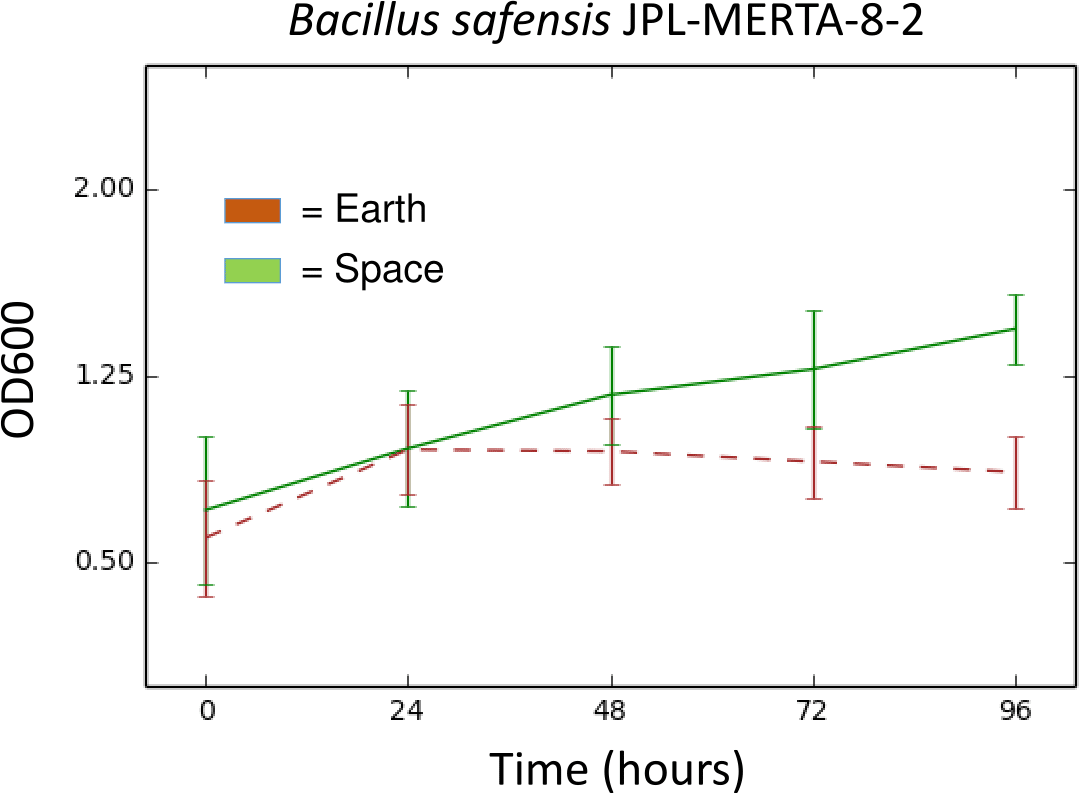 Bacillus safensis JPL-MERTA-8-2
2.00
= Earth
= Space
OD600
1.25
0.50
0 24 48 72 96
Time (hours)